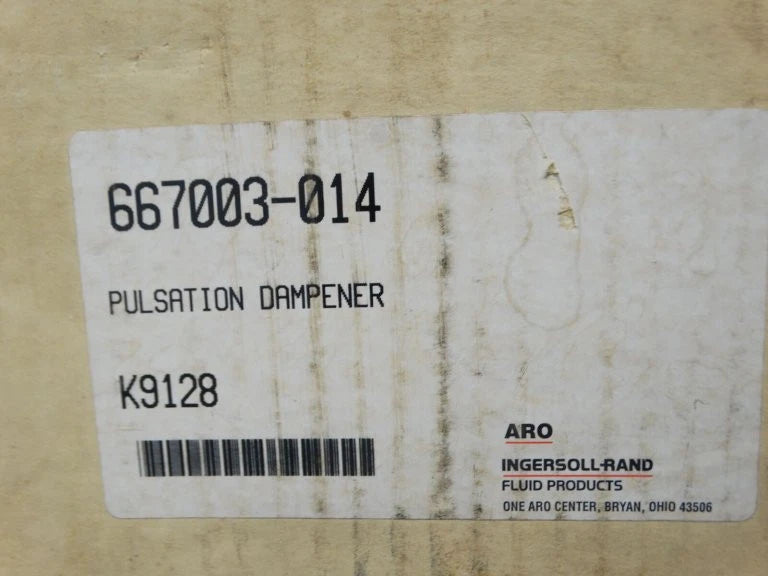 667003-014
PULSATION DAMPENER
K9128
ARO
INGERSOLL-RAND
FLUID PRODUCTS
ONE ARO CENTER, BRYAN, OHIO 43506